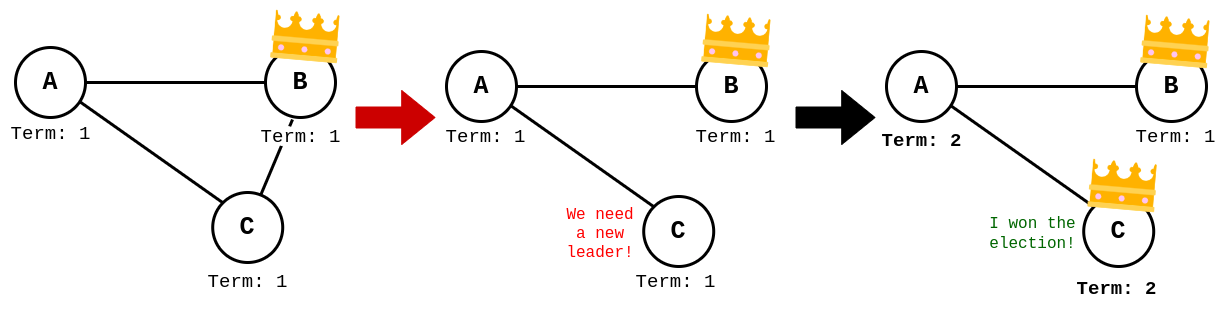 A
B
Term: 1
Term: 1
C
Term: 1
A
B
Term: 1
Term: 1
We need
a new
leader!
C
Term: 1
A
B
Term: 2
Term: 1
I won the
election!
C
Term: 2